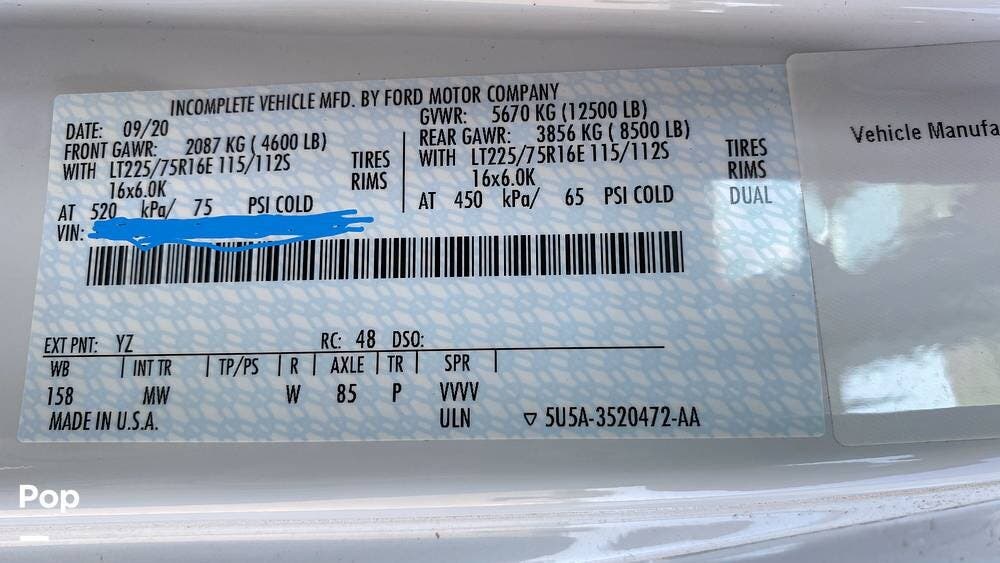 INCOMPLETE VEHICLE MFD. BY FORD MOTOR COMPANY
DATE: 09/20
FRONT GAWR: 2087 KG ( 4600 LB)
WITH LT225/75R16E 115/112S TIRES
16x6.0K RIMS
AT 520 kPa/ 75 PSI COLD
GVWR: 5670 KG (12500 LB)
REAR GAWR: 3856 KG ( 8500 LB)
WITH LT225/75R16E 115/112S TIRES
16x6.0K RIMS
AT 450 kPa/ 65 PSI COLD DUAL
VIN:
EXT PNT: YZ RC: 48 DSO:
WB INT TR TP/PS R AXLE TR SPR
158 MW W 85 P VVVV
MADE IN U.S.A. ULN ▽ 5U5A-3520472-AA
Vehicle Manufa
Pop